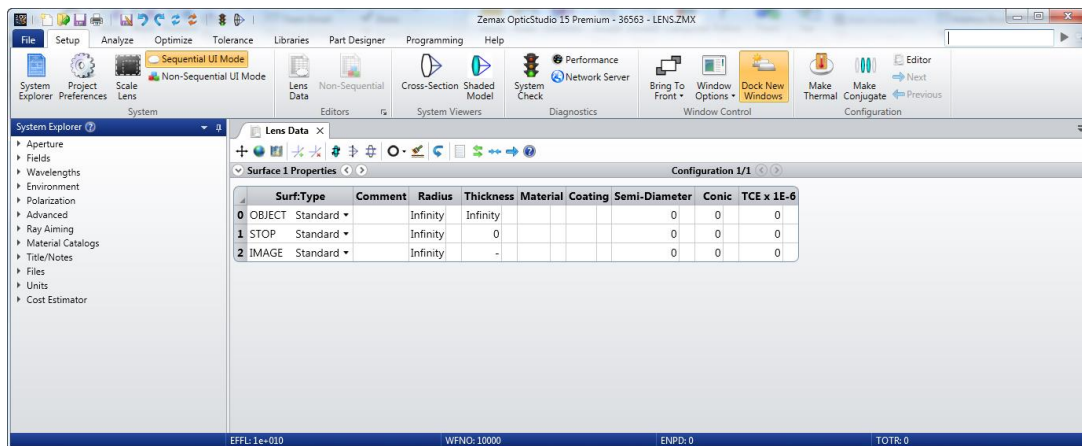 Zemax OpticStudio 15 Premium - 36563 - LENS.ZMX
File Setup Analyze Optimize Tolerance Libraries Part Designer Programming Help
System Explorer
Project Preferences
Scale Lens
Sequential UI Mode
Non-Sequential UI Mode
System
Lens Data
Non-Sequential
Editors
Cross-Section
Shaded Model
System Viewers
System Check
Performance
Network Server
Diagnostics
Bring To Front
Window Options
Dock New Windows
Window Control
Make Thermal
Make Conjugate
Editor
Next
Previous
Configuration
System Explorer ?
Aperture
Fields
Wavelengths
Environment
Polarization
Advanced
Ray Aiming
Material Catalogs
Title/Notes
Files
Units
Cost Estimator
Lens Data X
Surface 1 Properties < > Configuration 1/1 < >
Surf:Type Comment Radius Thickness Material Coating Semi-Diameter Conic TCE x 1E-6
0 OBJECT Standard Infinity Infinity 0 0 0
1 STOP Standard Infinity 0 0 0 0
2 IMAGE Standard Infinity - 0 0 0
EFFL: 1e+010 WFNO: 10000 ENPD: 0 TOTR: 0